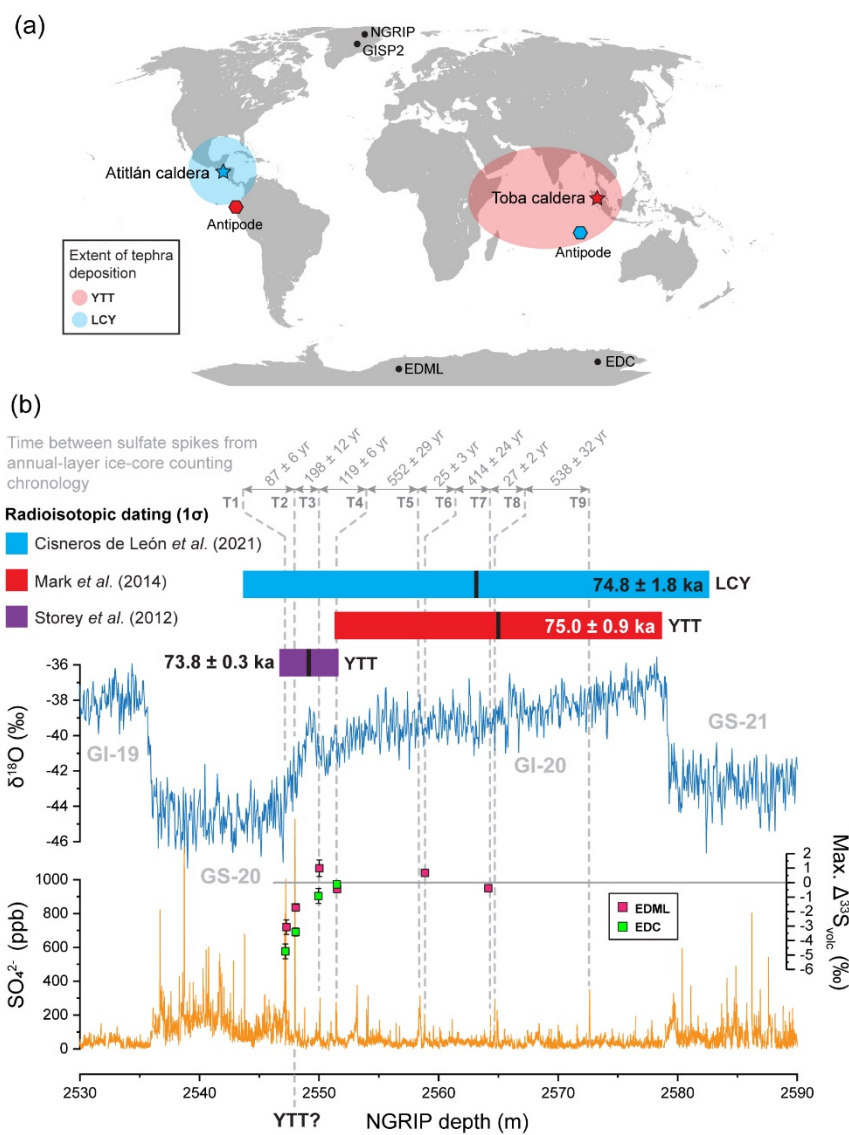 (a)
NGRIP
GISP2
Atitlán caldera
Toba caldera
Antipode
Antipode
Extent of tephra
deposition
YTT
LCY
EDML
EDC
(b)
Time between sulfate spikes from
annual-layer ice-core counting
chronology
87 ± 6 yr
198 ± 12 yr
119 ± 6 yr
552 ± 29 yr
25 ± 3 yr
414 ± 24 yr
27 ± 2 yr
538 ± 32 yr
T1 T2 T3 T4 T5 T6 T7 T8 T9
Radioisotopic dating (1σ)
Cisneros de León et al. (2021)
Mark et al. (2014)
Storey et al. (2012)
74.8 ± 1.8 ka LCY
75.0 ± 0.9 ka YTT
73.8 ± 0.3 ka YTT
-36
-38
-40
-42
-44
-46
δ¹⁸O (‰)
GI-19
GS-20
GI-20
GS-21
1000
800
600
400
200
0
SO₄²⁻ (ppb)
2
1
0
-1
-2
-3
-4
-5
-6
Max. Δ³³S volc (‰)
EDML
EDC
2530 2540 2550 2560 2570 2580 2590
YTT? NGRIP depth (m)